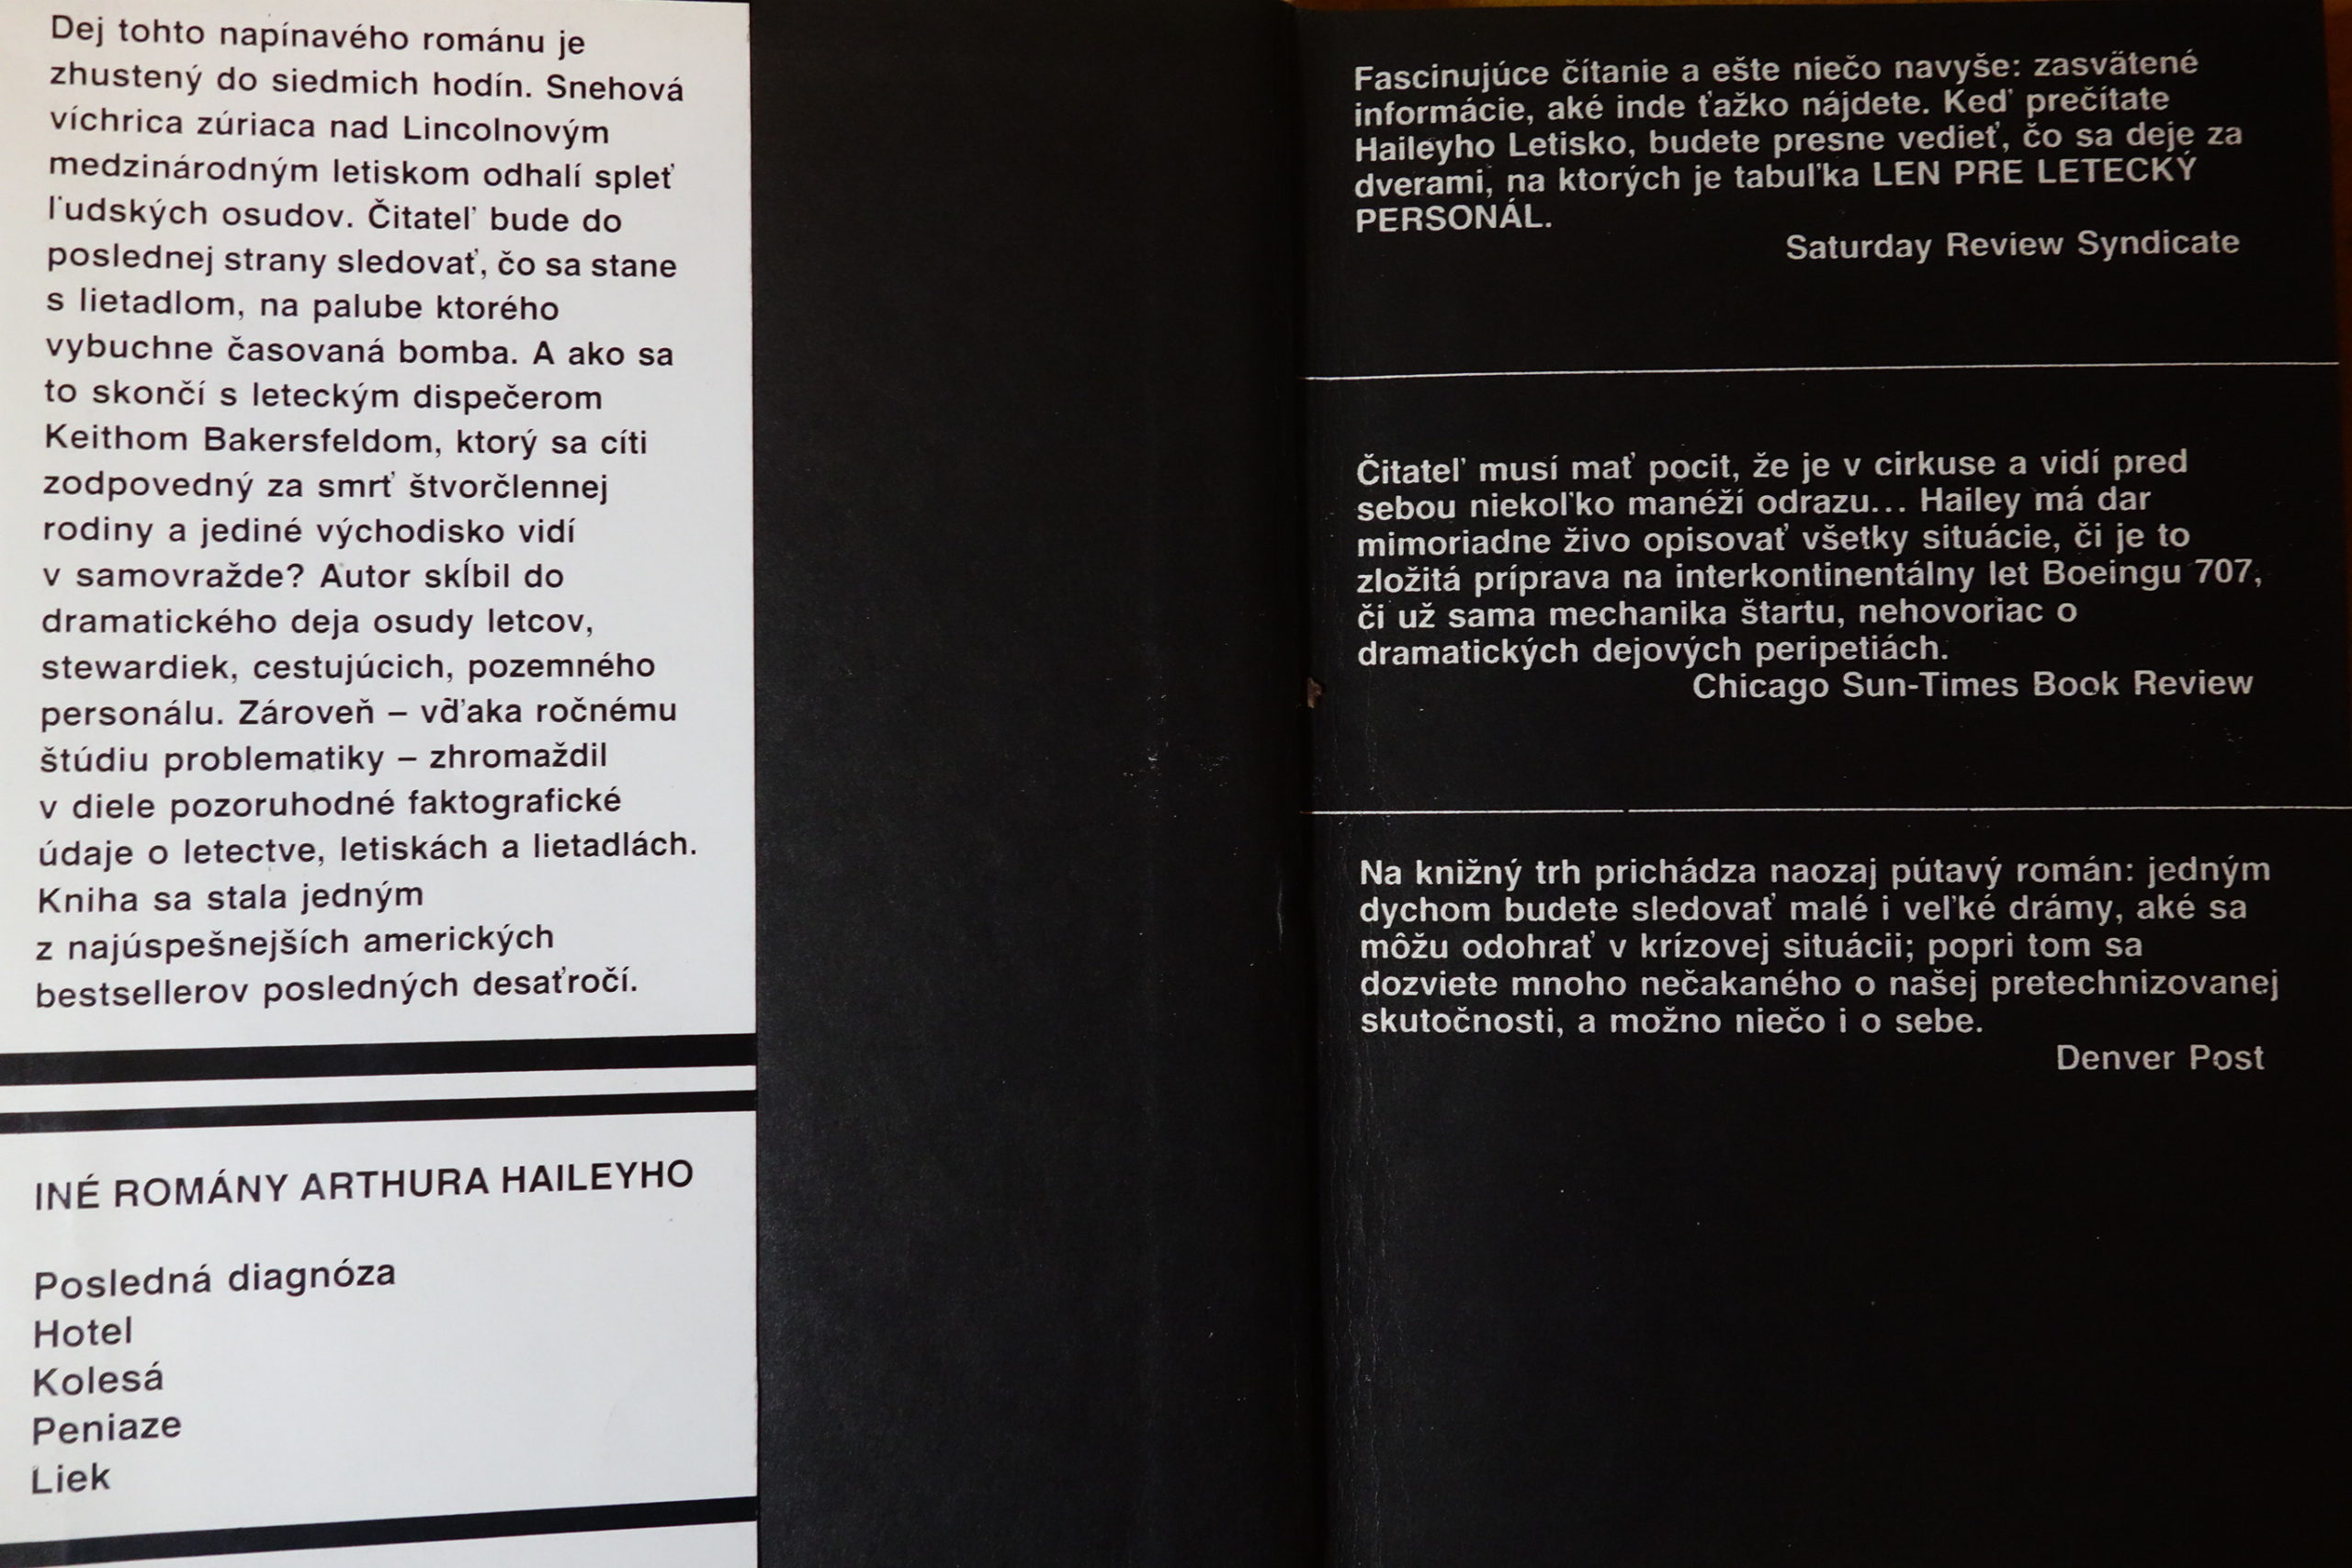 Dej tohto napínavého románu je
zhustený do siedmich hodín. Snehová
víchrica zúriaca nad Lincolnovým
medzinárodným letiskom odhalí spleť
ľudských osudov. Čitateľ bude do
poslednej strany sledovať, čo sa stane
s lietadlom, na palube ktorého
vybuchne časovaná bomba. A ako sa
to skončí s leteckým dispečerom
Keithom Bakersfeldom, ktorý sa cíti
zodpovedný za smrť štvorčlennej
rodiny a jediné východisko vidí
v samovražde? Autor skĺbil do
dramatického deja osudy letcov,
stewardiek, cestujúcich, pozemného
personálu. Zároveň – vďaka ročnému
štúdiu problematiky – zhromaždil
v diele pozoruhodné faktografické
údaje o letectve, letiskách a lietadlách.
Kniha sa stala jedným
z najúspešnejších amerických
bestsellerov posledných desaťročí.
INÉ ROMÁNY ARTHURA HAILEYHO
Posledná diagnóza
Hotel
Kolesá
Peniaze
Liek
Fascinujúce čítanie a ešte niečo navyše: zasvätené
informácie, aké inde ťažko nájdete. Keď prečítate
Haileyho Letisko, budete presne vedieť, čo sa deje za
dverami, na ktorých je tabuľka LEN PRE LETECKÝ
PERSONÁL.
Saturday Review Syndicate
Čitateľ musí mať pocit, že je v cirkuse a vidí pred
sebou niekoľko manéží odrazu... Hailey má dar
mimoriadne živo opisovať všetky situácie, či je to
zložitá príprava na interkontinentálny let Boeingu 707,
či už sama mechanika štartu, nehovoriac o
dramatických dejových peripetiách.
Chicago Sun-Times Book Review
Na knižný trh prichádza naozaj pútavý román: jedným
dychom budete sledovať malé i veľké drámy, aké sa
môžu odohrať v krízovej situácii; popri tom sa
dozviete mnoho nečakaného o našej pretechnizovanej
skutočnosti, a možno niečo i o sebe.
Denver Post